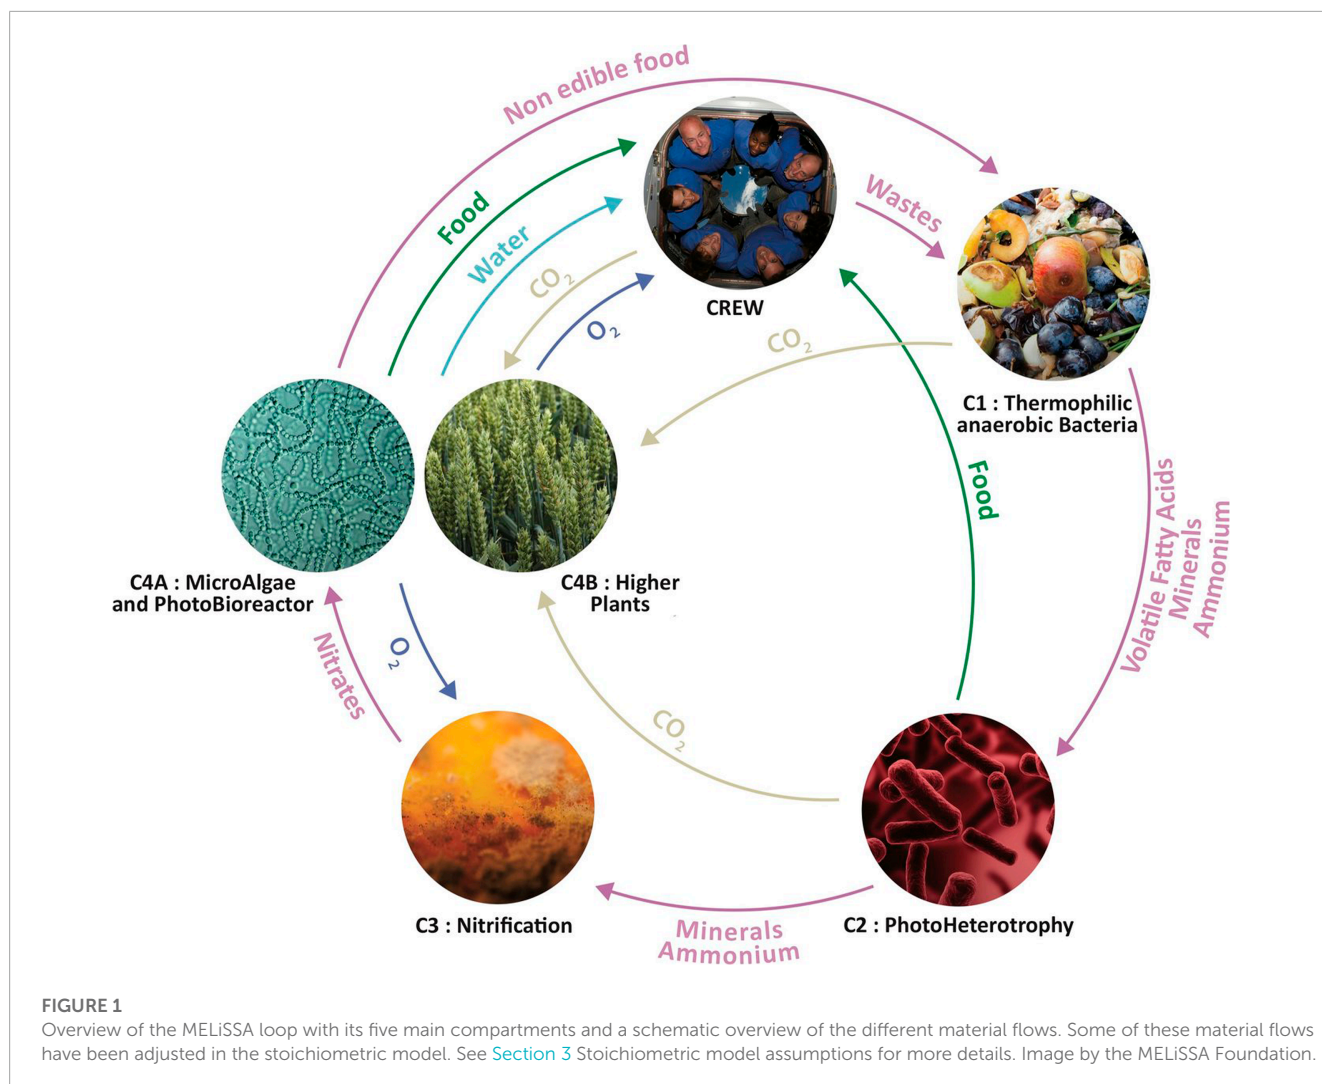 Non edible food
Food
Water
CO2
O2
CREW
Wastes
CO2
C1 : Thermophilic
anaerobic Bacteria
Food
Volatile Fatty Acids
Minerals
Ammonium
C4A : MicroAlgae
and PhotoBioreactor
C4B : Higher
Plants
Nitrates
O2
CO2
C3 : Nitrification
Minerals
Ammonium
C2 : PhotoHeterotrophy
FIGURE 1
Overview of the MELiSSA loop with its five main compartments and a schematic overview of the different material flows. Some of these material flows
have been adjusted in the stoichiometric model. See Section 3 Stoichiometric model assumptions for more details. Image by the MELiSSA Foundation.